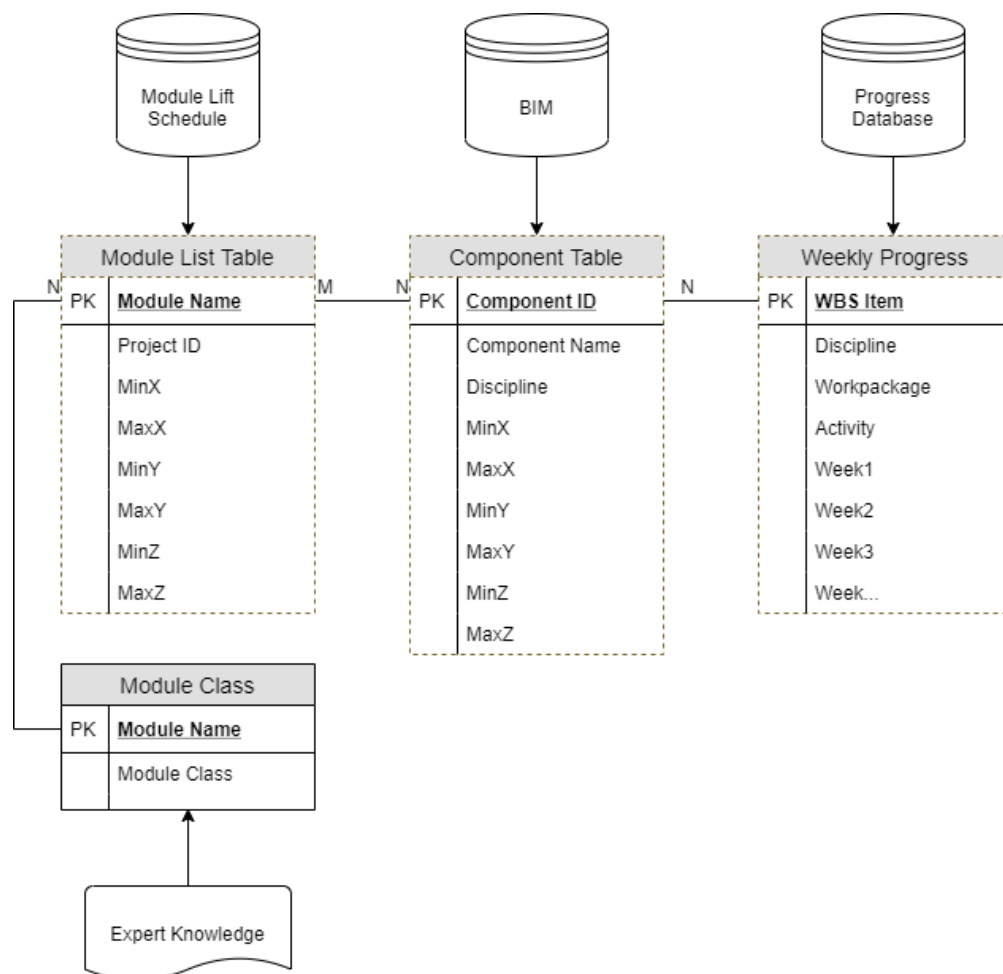 Module Lift
Schedule
BIM
Progress
Database
Module List Table
N
PK
Module Name
M
Project ID
MinX
MaxX
MinY
MaxY
MinZ
MaxZ
Component Table
N
PK
Component ID
N
Component Name
Discipline
MinX
MaxX
MinY
MaxY
MinZ
MaxZ
Weekly Progress
PK
WBS Item
Discipline
Workpackage
Activity
Week1
Week2
Week3
Week...
Module Class
PK
Module Name
Module Class
Expert Knowledge